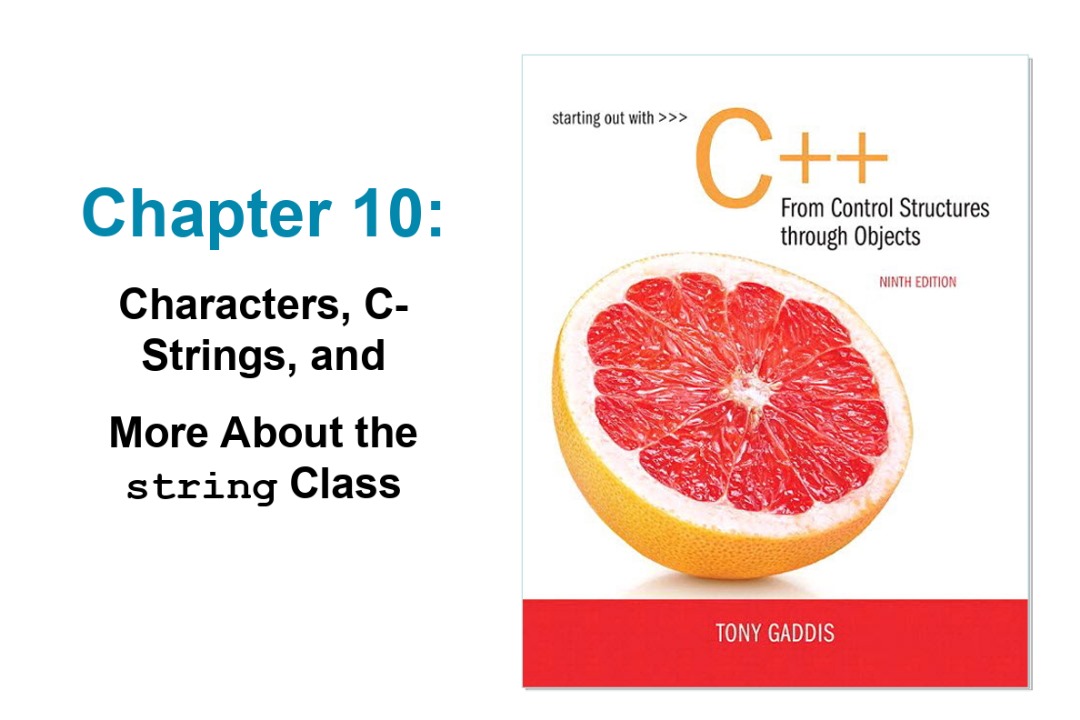 Chapter 10:
Characters, C-
Strings, and
More About the
string Class
starting out with >>>
C++
From Control Structures
through Objects
NINTH EDITION
TONY GADDIS